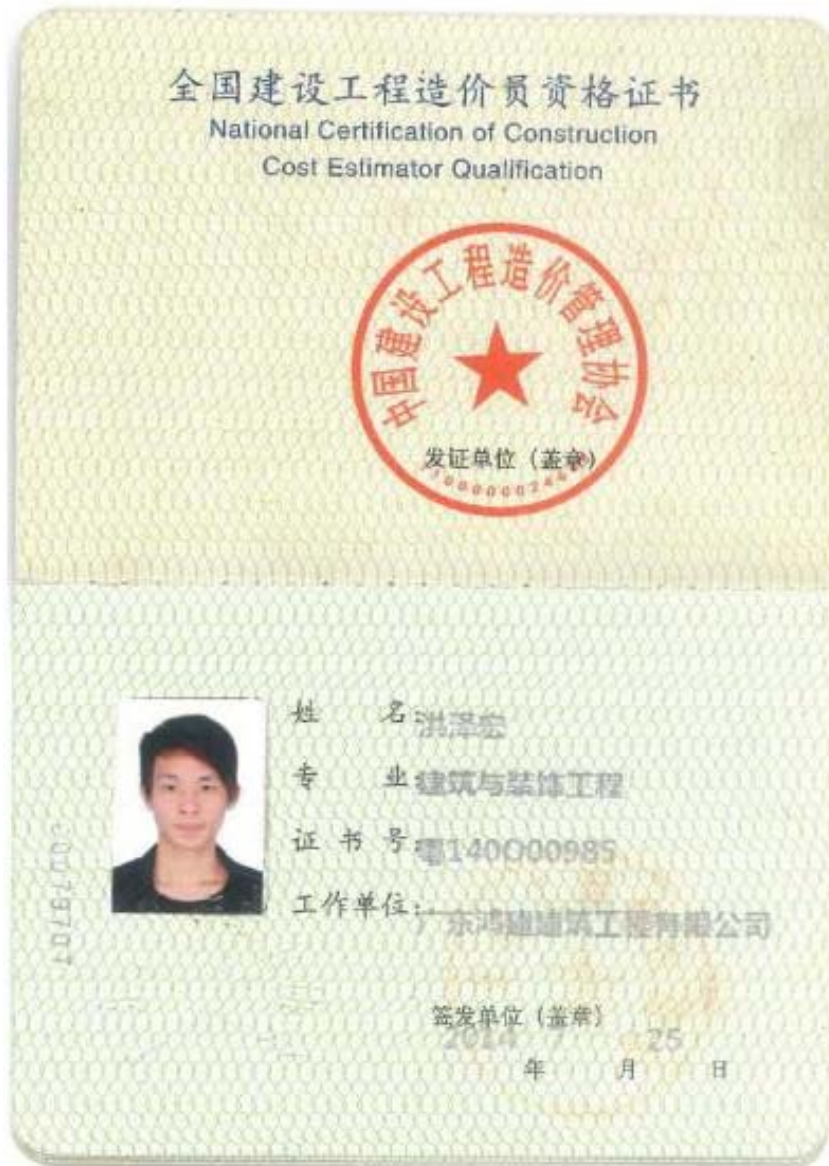 全国建设工程造价员资格证书
National Certification of Construction
Cost Estimator Qualification
中国建设工程造价管理协会
发证单位（盖章）
姓 名：洪泽宏
专 业：建筑与装饰工程
证 书 号：粤140O00985
工作单位：广东鸿建建筑工程有限公司
签发单位（盖章）
2014 25
年 月 日